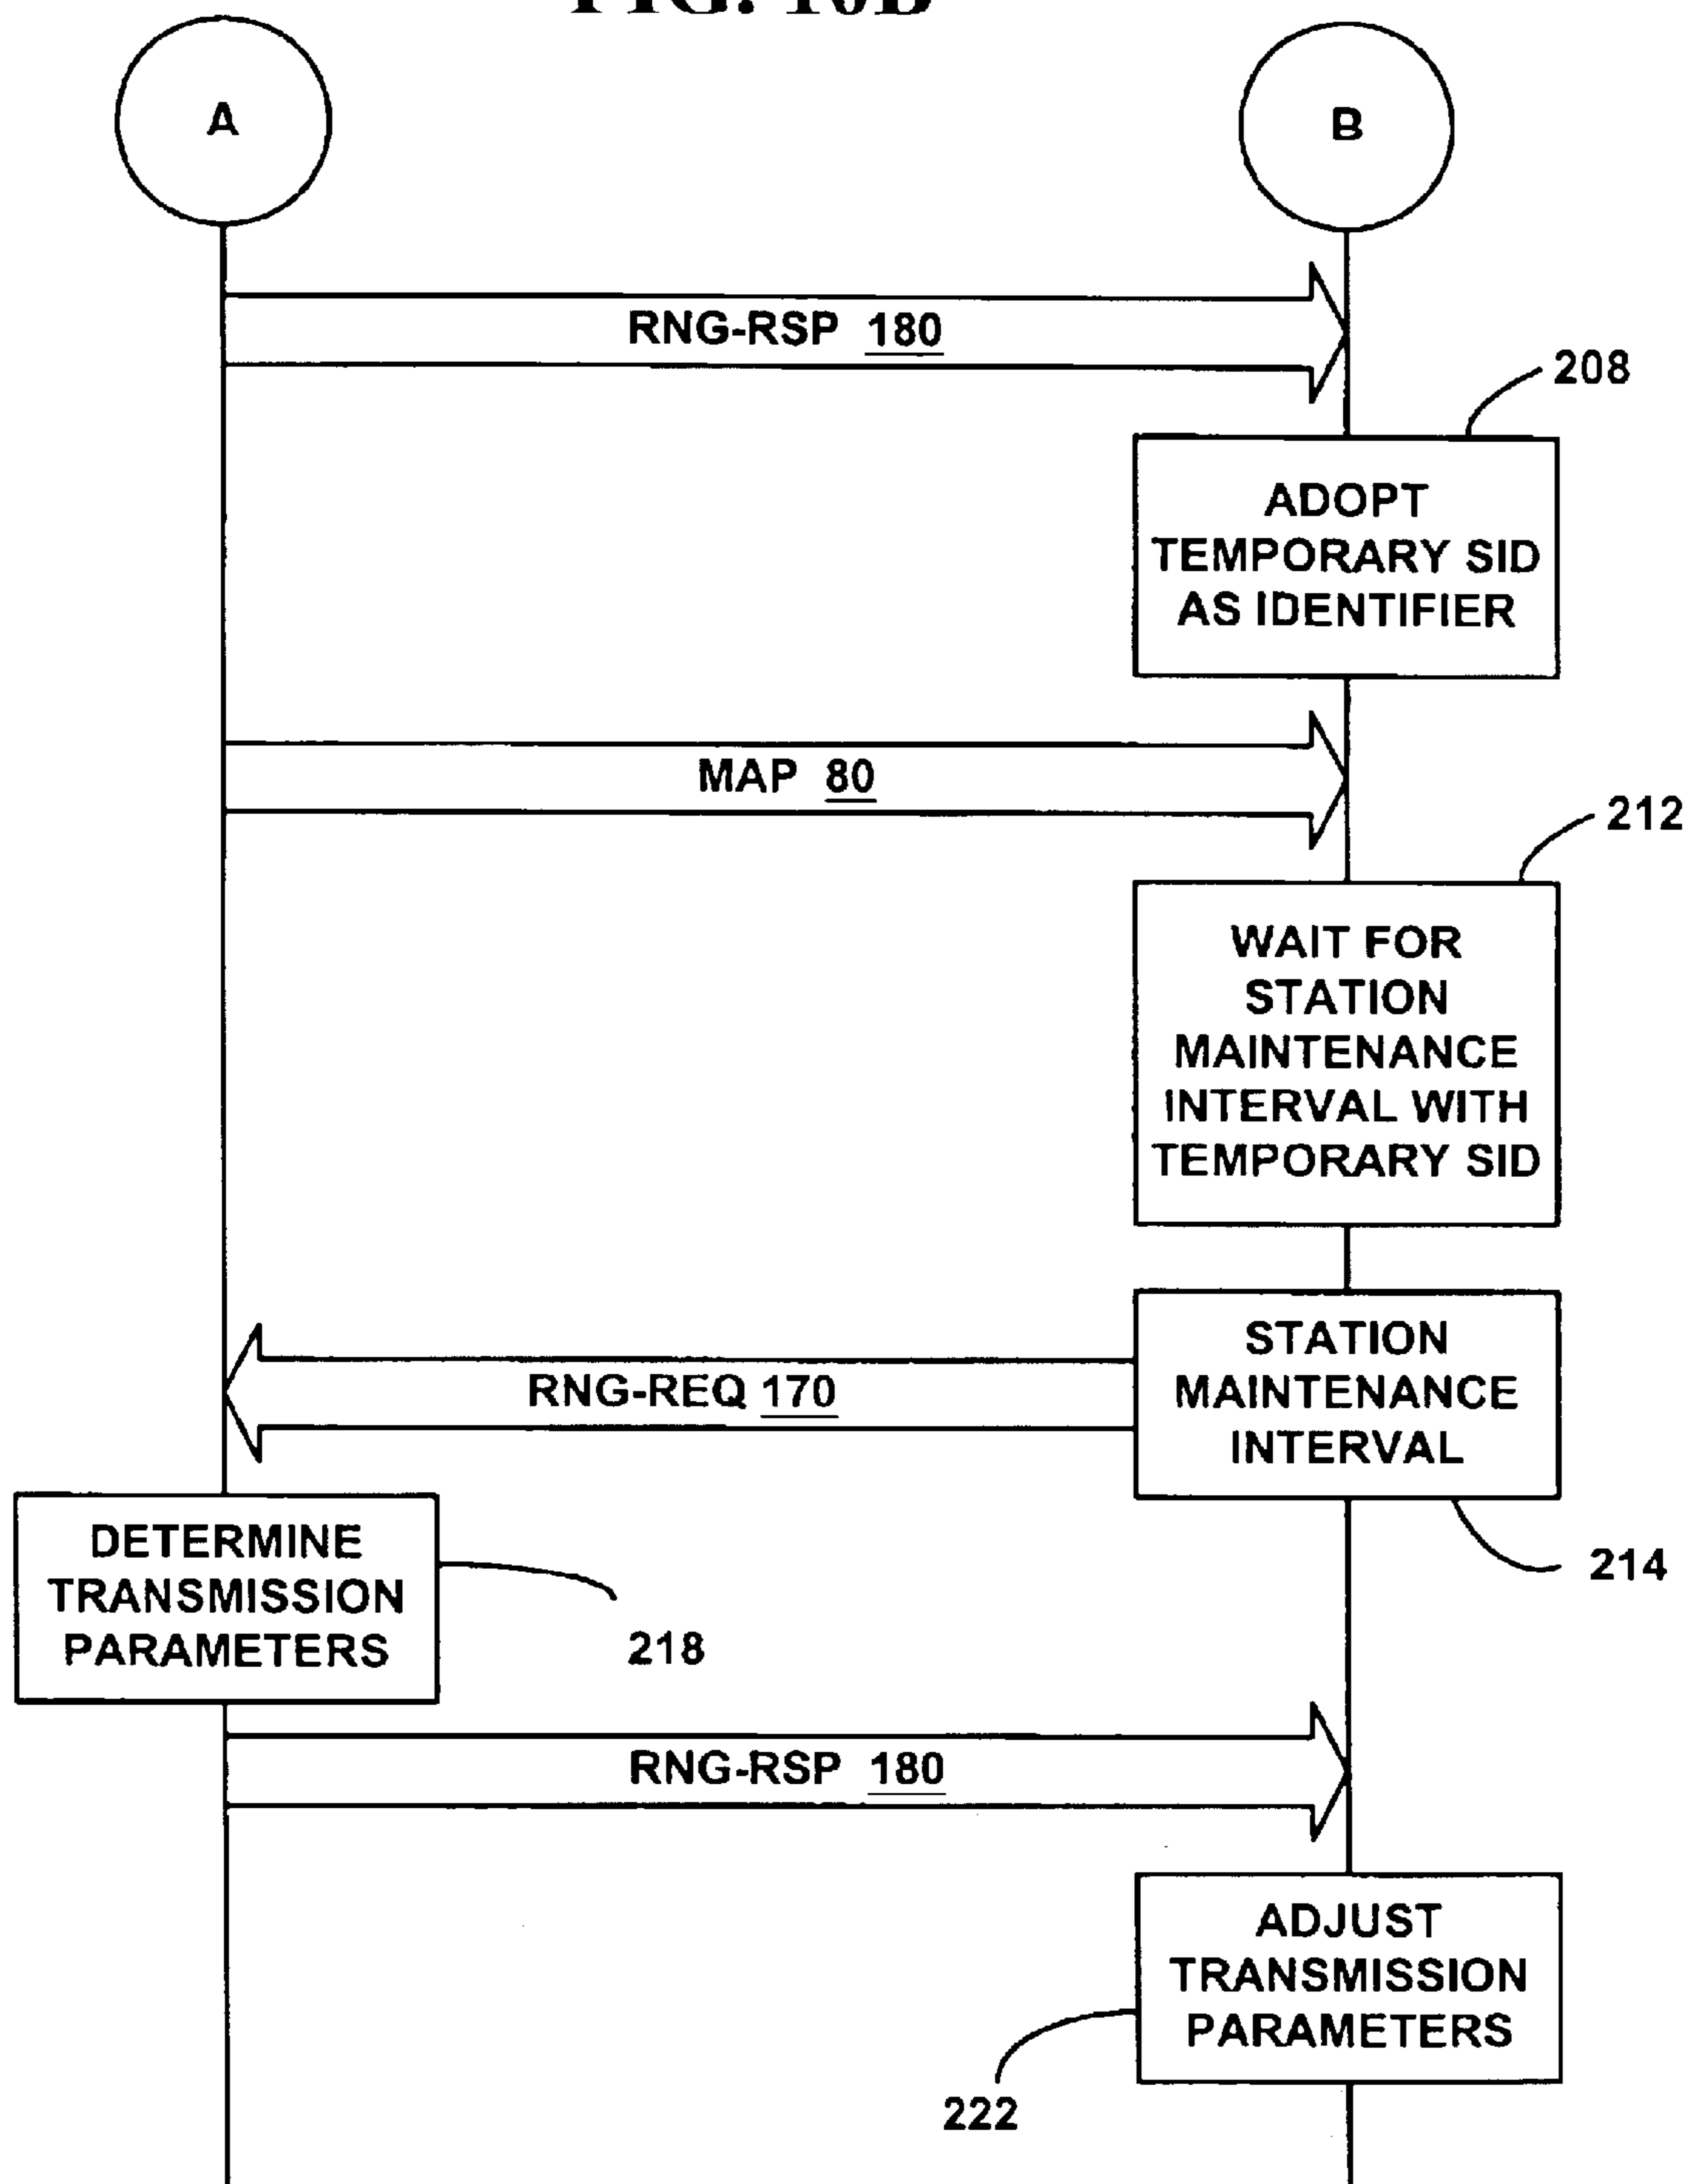 FIG. 10B
A
B
RNG-RSP 180
208
ADOPT
TEMPORARY SID
AS IDENTIFIER
MAP 80
212
WAIT FOR
STATION
MAINTENANCE
INTERVAL WITH
TEMPORARY SID
STATION
MAINTENANCE
INTERVAL
RNG-REQ 170
214
DETERMINE
TRANSMISSION
PARAMETERS
218
RNG-RSP 180
ADJUST
TRANSMISSION
PARAMETERS
222